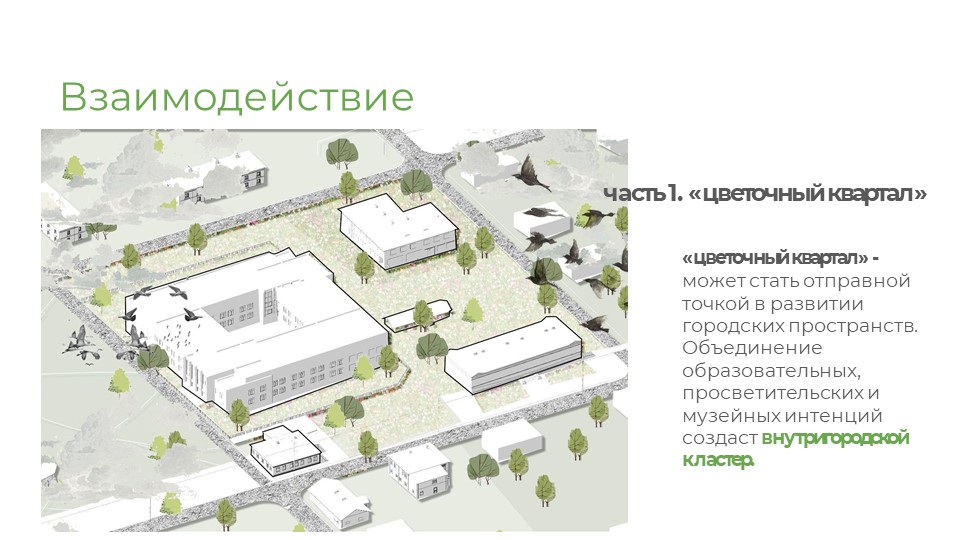 Взаимодействие
часть 1. «цветочный квартал»
«цветочный квартал» -
может стать отправной
точкой в развитии
городских пространств.
Объединение
образовательных,
просветительских и
музейных интенций
создаст внутригородской
кластер.